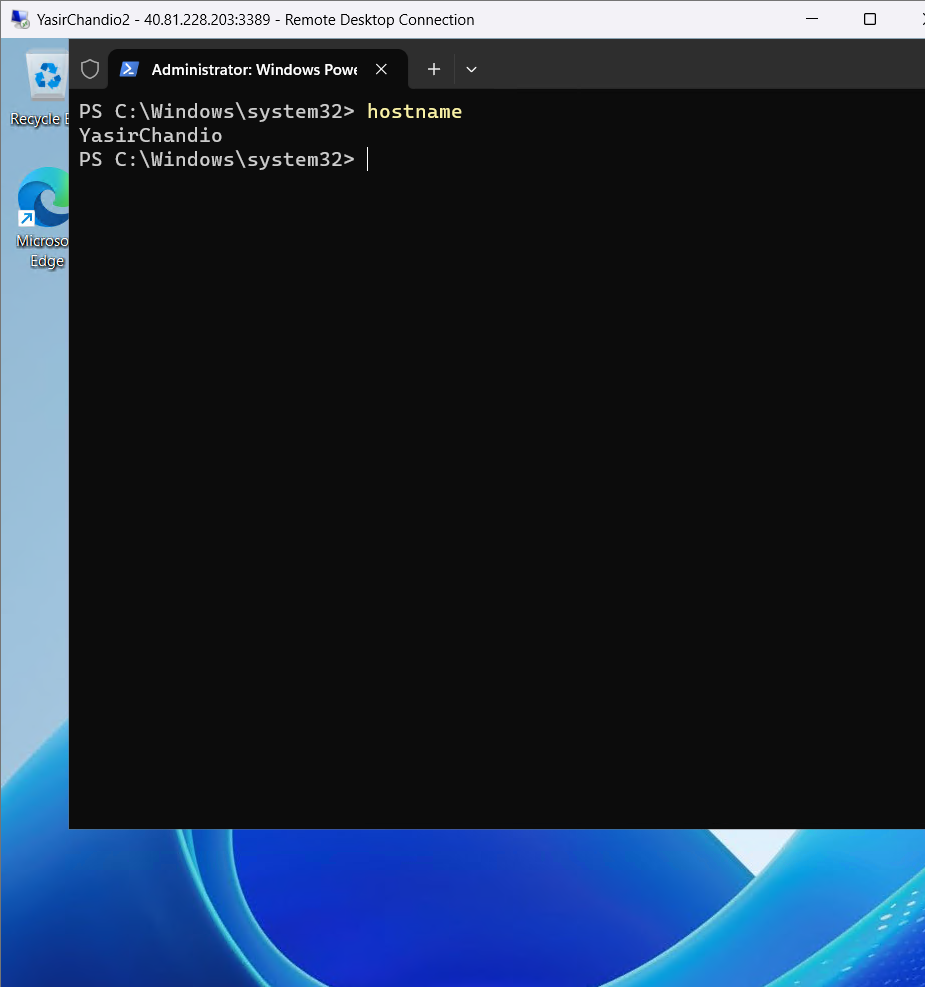 YasirChandio2 - 40.81.228.203:3389 - Remote Desktop Connection
Administrator: Windows Powe
Recycle B
PS C:\Windows\system32> hostname
YasirChandio
PS C:\Windows\system32>
Microso
Edge